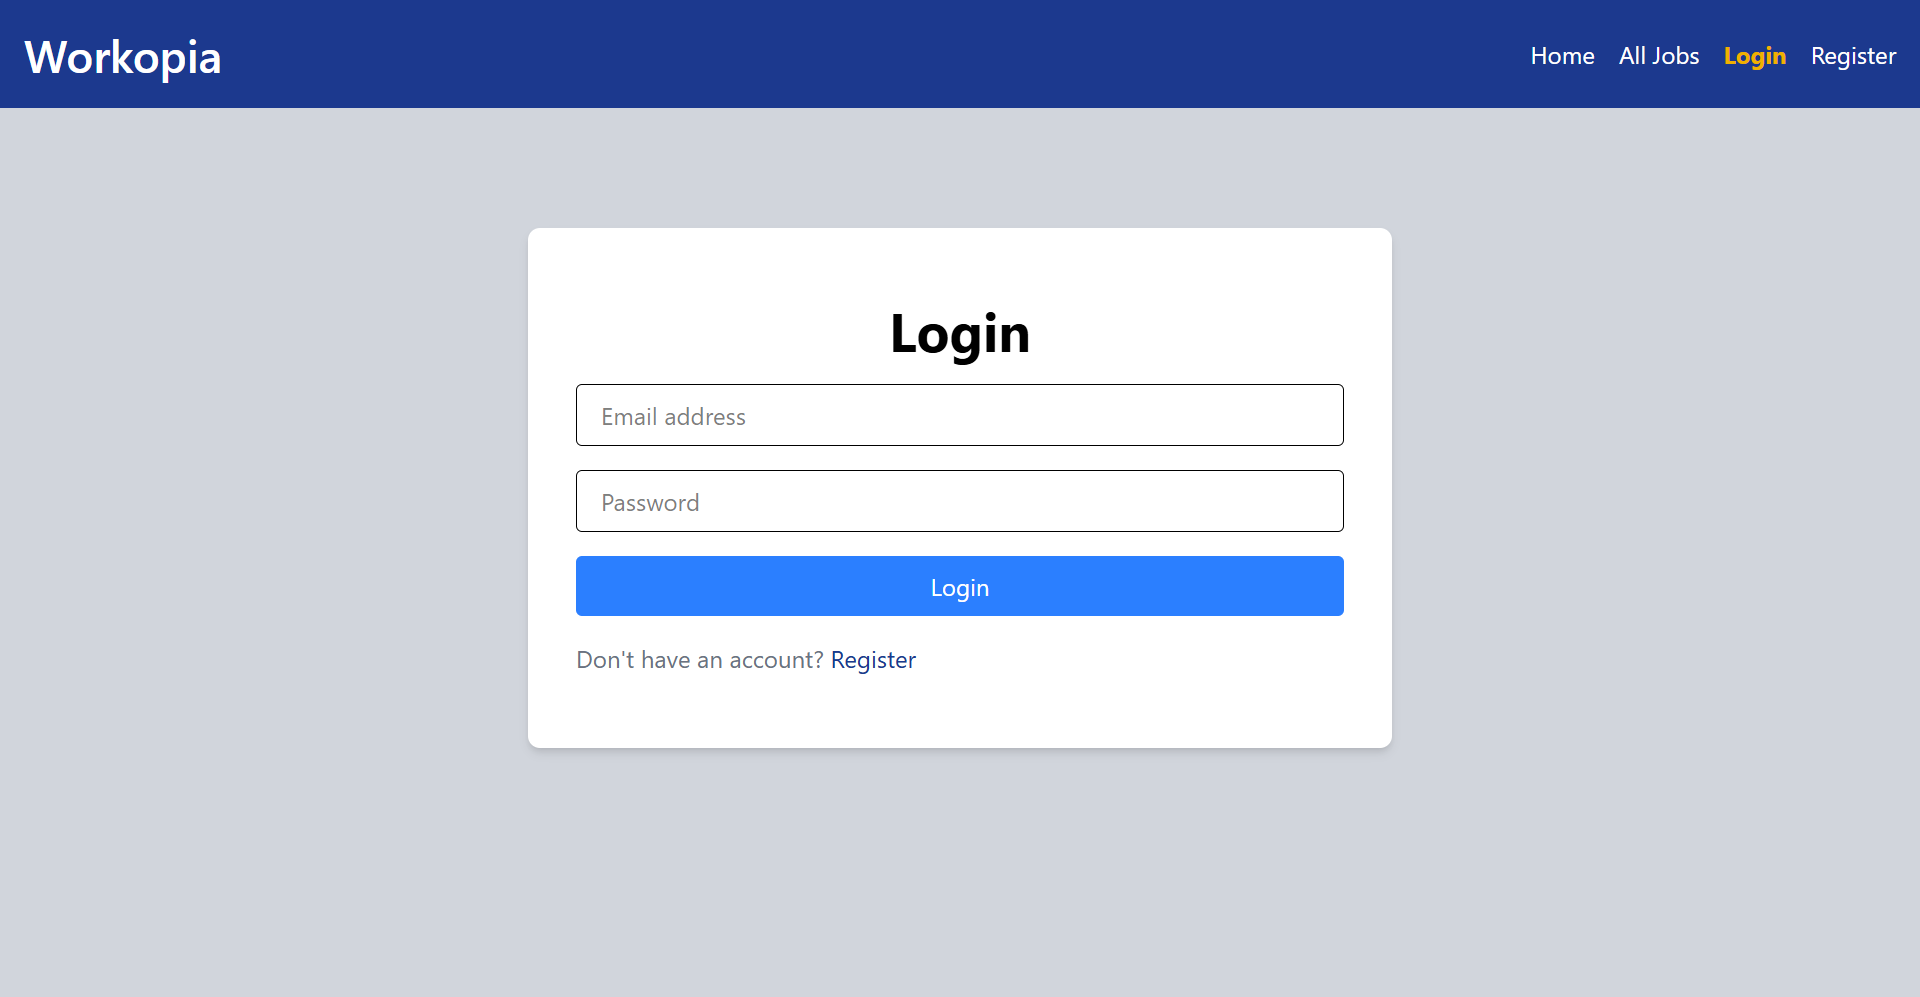 Workopia
Home All Jobs Login Register
Login
Email address
Password
Login
Don't have an account? Register